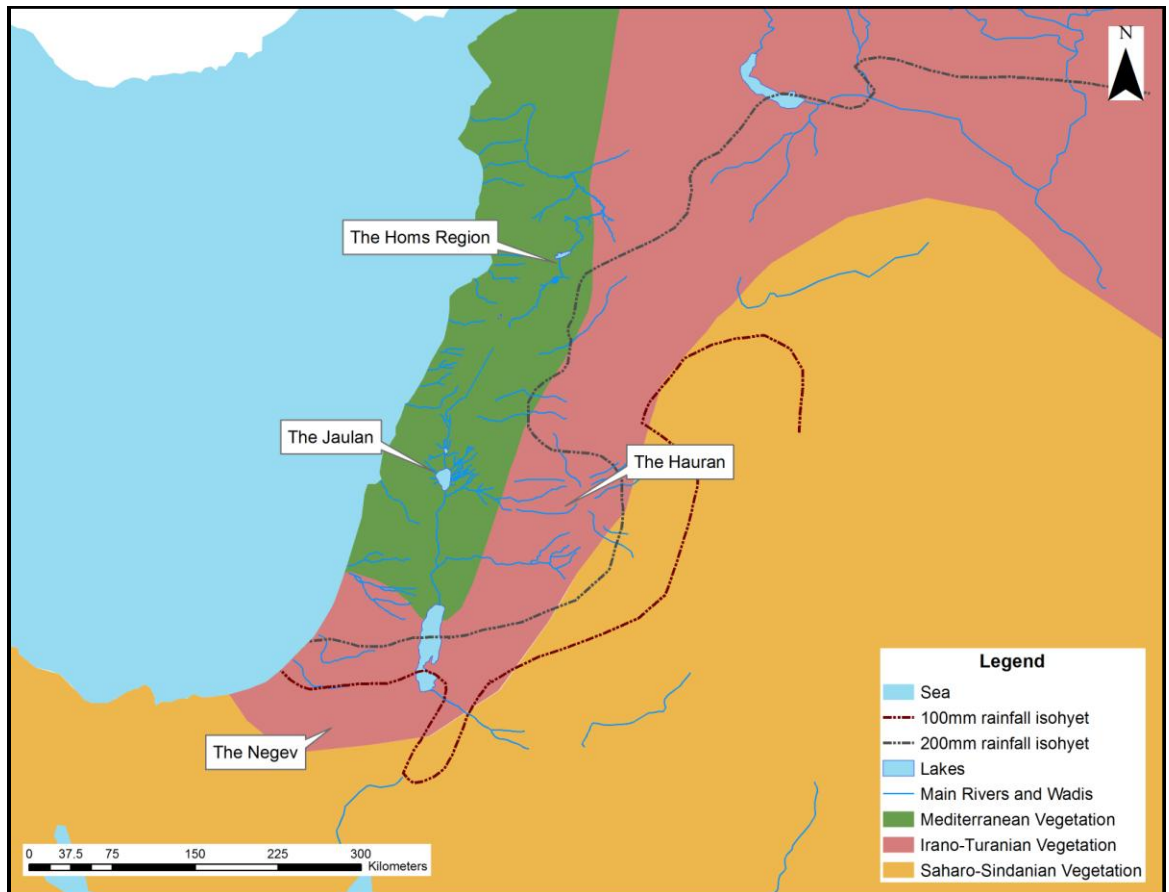 N
The Homs Region
The Jaulan
The Hauran
The Negev
Legend
Sea
100mm rainfall isohyet
200mm rainfall isohyet
Lakes
Main Rivers and Wadis
Mediterranean Vegetation
Irano-Turanian Vegetation
Saharo-Sindanian Vegetation
0 37.5 75 150 225 300
Kilometers